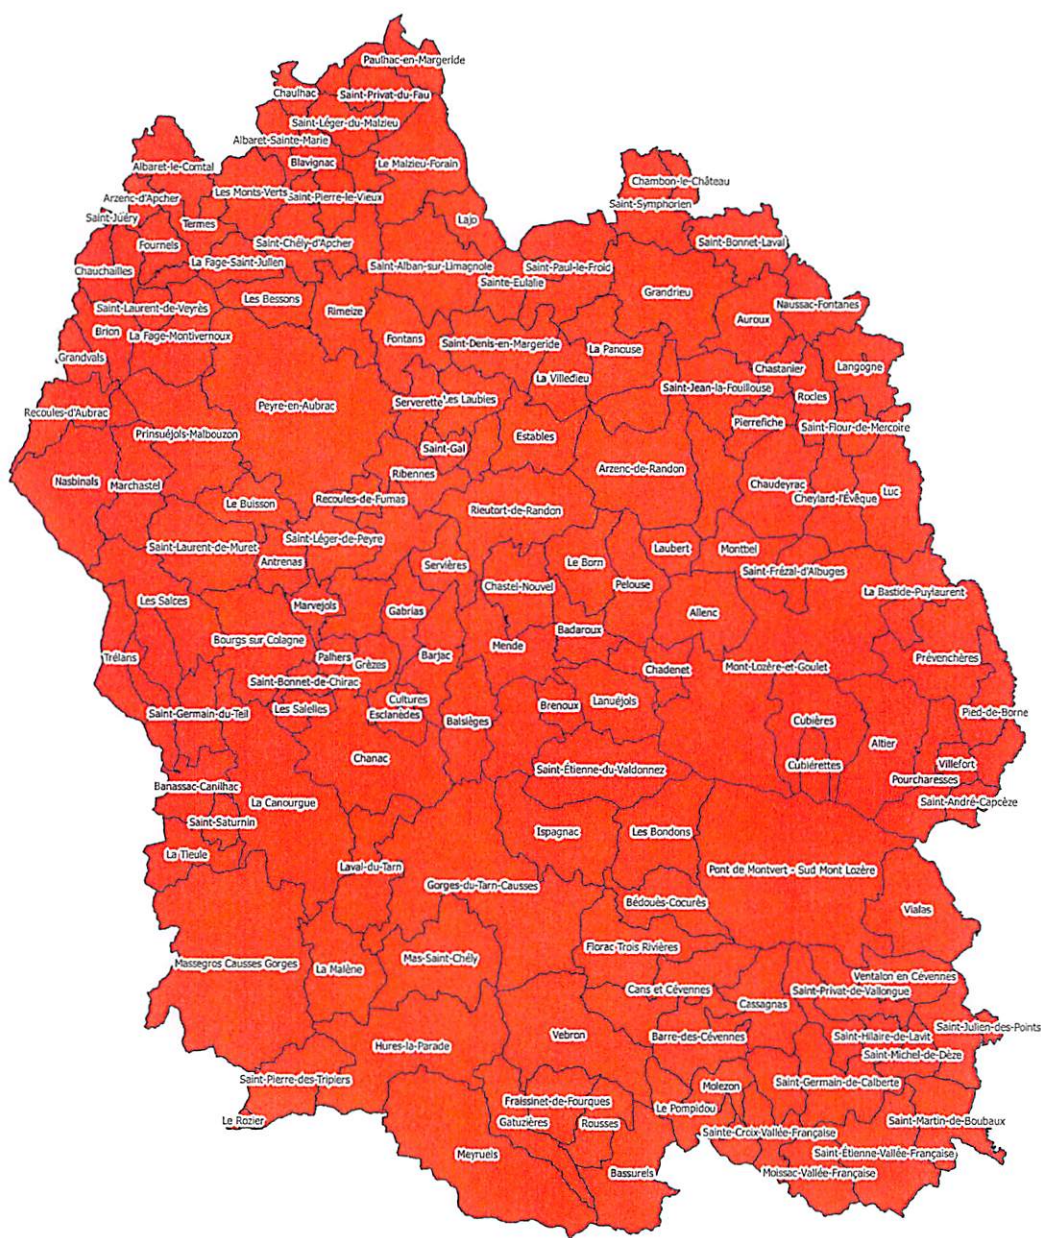 Paulhac-en-Margeride
Chaulhac
Saint-Privat-du-Fau
Saint-Léger-du-Malzieu
Albaret-Sainte-Marie
Blavignac
Le Malzieu-Forain
Albaret-le-Comtal
Chambon-le-Château
Les Monts-Verts
Saint-Pierre-le-Vieux
Arzenc-d'Apcher
Saint-Symphorien
Saint-Juéry
Termes
Lajo
Fournels
Saint-Chély-d'Apcher
Saint-Bonnet-Laval
La Fage-Saint-Julien
Saint-Alban-sur-Limagnole
Saint-Paul-le-Froid
Chauchailles
Sainte-Eulalie
Grandrieu
Les Bessons
Naussac-Fontanes
Saint-Laurent-de-Veyrès
Rimeize
Auroux
Brion
La Fage-Montivernoux
Fontans
Saint-Denis-en-Margeride
La Panouse
Grandvals
Chastanier
Langogne
La Villedieu
Saint-Jean-la-Fouillouse
Rocles
Serverette
Les Laubies
Peyre-en-Aubrac
Recoules-d'Aubrac
Pierrefiche
Saint-Flour-de-Mercoire
Prinsuéjols-Malbouzon
Estables
Saint-Gal
Arzenc-de-Randon
Ribennes
Nasbinals
Marchastel
Chaudeyrac
Luc
Cheylard-l'Évêque
Le Buisson
Recoules-de-Fumas
Rieutort-de-Randon
Saint-Léger-de-Peyre
Saint-Laurent-de-Muret
Laubert
Montbel
Antrenas
Servières
Le Born
Saint-Frézal-d'Albuges
Chastel-Nouvel
Pelouse
La Bastide-Puylaurent
Les Salces
Marvejols
Gabrias
Allenc
Bourgs sur Colagne
Badaroux
Mende
Trélans
Palhers
Grèzes
Barjac
Prévenchères
Chadenet
Mont-Lozère-et-Goulet
Saint-Bonnet-de-Chirac
Cultures
Lanuéjols
Brenoux
Saint-Germain-du-Teil
Les Salelles
Esclanèdes
Balsièges
Cubières
Pied-de-Borne
Altier
Chanac
Villefort
Saint-Étienne-du-Valdonnez
Cubiérettes
Pourcharesses
Banassac-Canilhac
La Canourgue
Saint-André-Capcèze
Saint-Saturnin
Ispagnac
Les Bondons
La Tieule
Laval-du-Tarn
Pont de Montvert - Sud Mont Lozère
Gorges-du-Tarn-Causses
Bédouès-Cocurès
Vialas
Florac-Trois Rivières
Mas-Saint-Chély
Massegros Causses Gorges
La Malène
Ventalon en Cévennes
Cans et Cévennes
Saint-Privat-de-Vallongue
Cassagnas
Saint-Julien-des-Points
Vebron
Barre-des-Cévennes
Saint-Hilaire-de-Lavit
Hures-la-Parade
Saint-Michel-de-Dèze
Saint-Pierre-des-Tripiers
Molezon
Saint-Germain-de-Calberte
Fraissinet-de-Fourques
Le Pompidou
Le Rozier
Gatuzières
Rousses
Saint-Martin-de-Boubaux
Sainte-Croix-Vallée-Française
Meyrueis
Saint-Étienne-Vallée-Française
Bassurels
Moissac-Vallée-Française